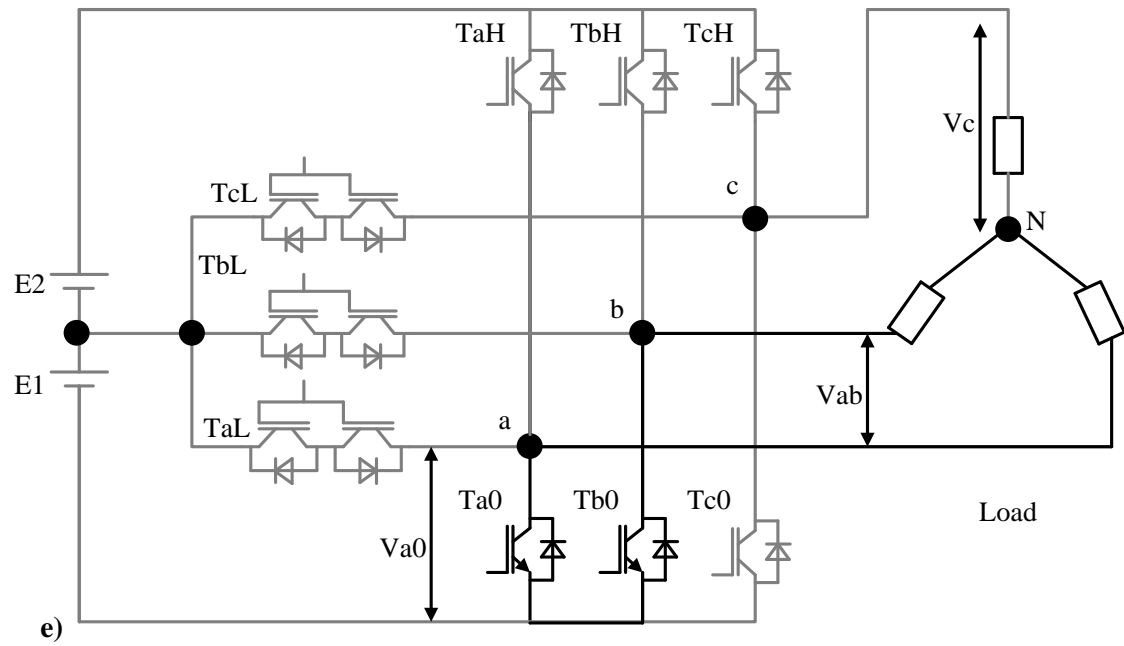 TaH TbH TcH
Vc
TcL
c
N
TbL
E2
b
E1
Vab
TaL
a
Ta0 Tb0 Tc0
Load
Va0
e)